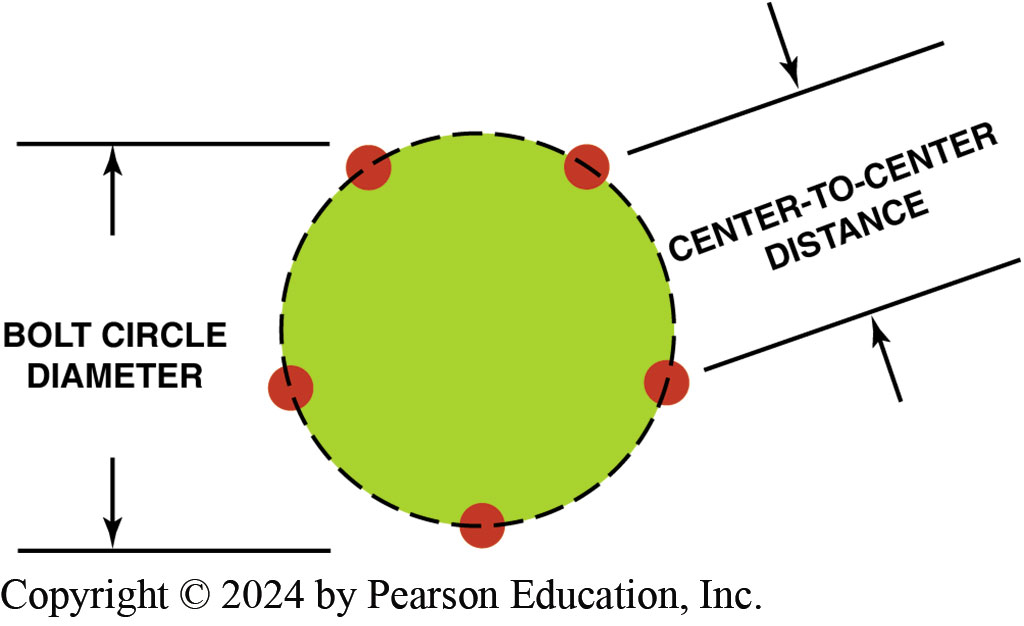 CENTER-TO-CENTER
DISTANCE
BOLT CIRCLE
DIAMETER
Copyright © 2024 by Pearson Education, Inc.